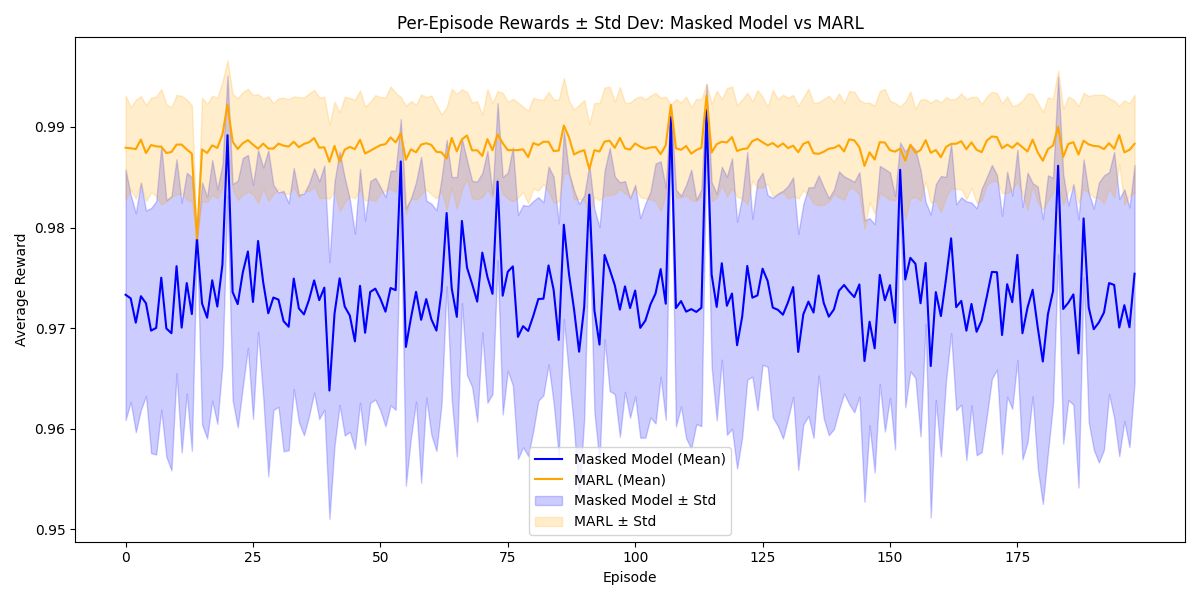 Per-Episode Rewards ± Std Dev: Masked Model vs MARL
Average Reward
0.99
0.98
0.97
0.96
0.95
Masked Model (Mean)
MARL (Mean)
Masked Model ± Std
MARL ± Std
0 25 50 75 100 125 150 175
Episode